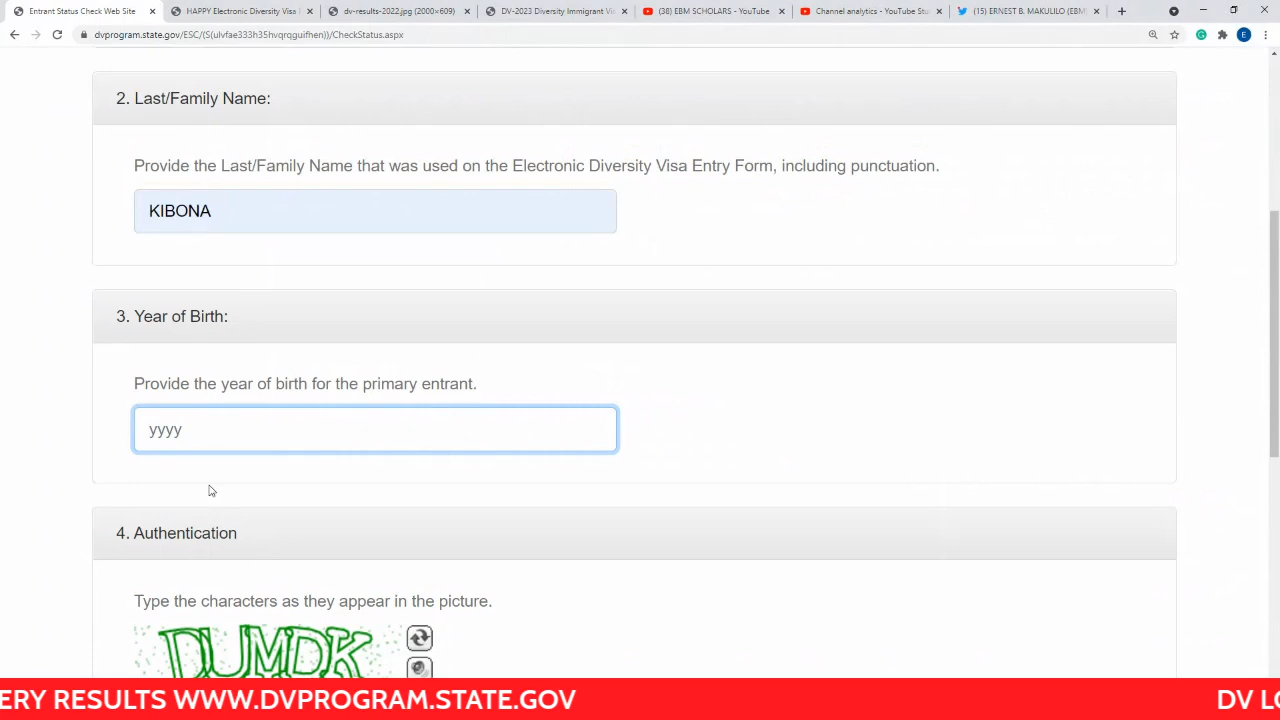 Entrant Status Check Web Site
HAPPY Electronic Diversity Visa
dv-results-2022.jpg (2000×609)
DV-2023 Diversity Immigrant Vi
(38) EBM SCHOLARS - YouTube
Channel analytics - YouTube Stu
(15) ERNEST B. MAKULILO (EBM
dvprogram.state.gov/ESC/(S(ulvfae333h35hvqrqguifhen))/CheckStatus.aspx
E
2. Last/Family Name:
Provide the Last/Family Name that was used on the Electronic Diversity Visa Entry Form, including punctuation.
KIBONA
3. Year of Birth:
Provide the year of birth for the primary entrant.
yyyy
4. Authentication
Type the characters as they appear in the picture.
DUMDK
ERY RESULTS WWW.DVPROGRAM.STATE.GOV DV LO